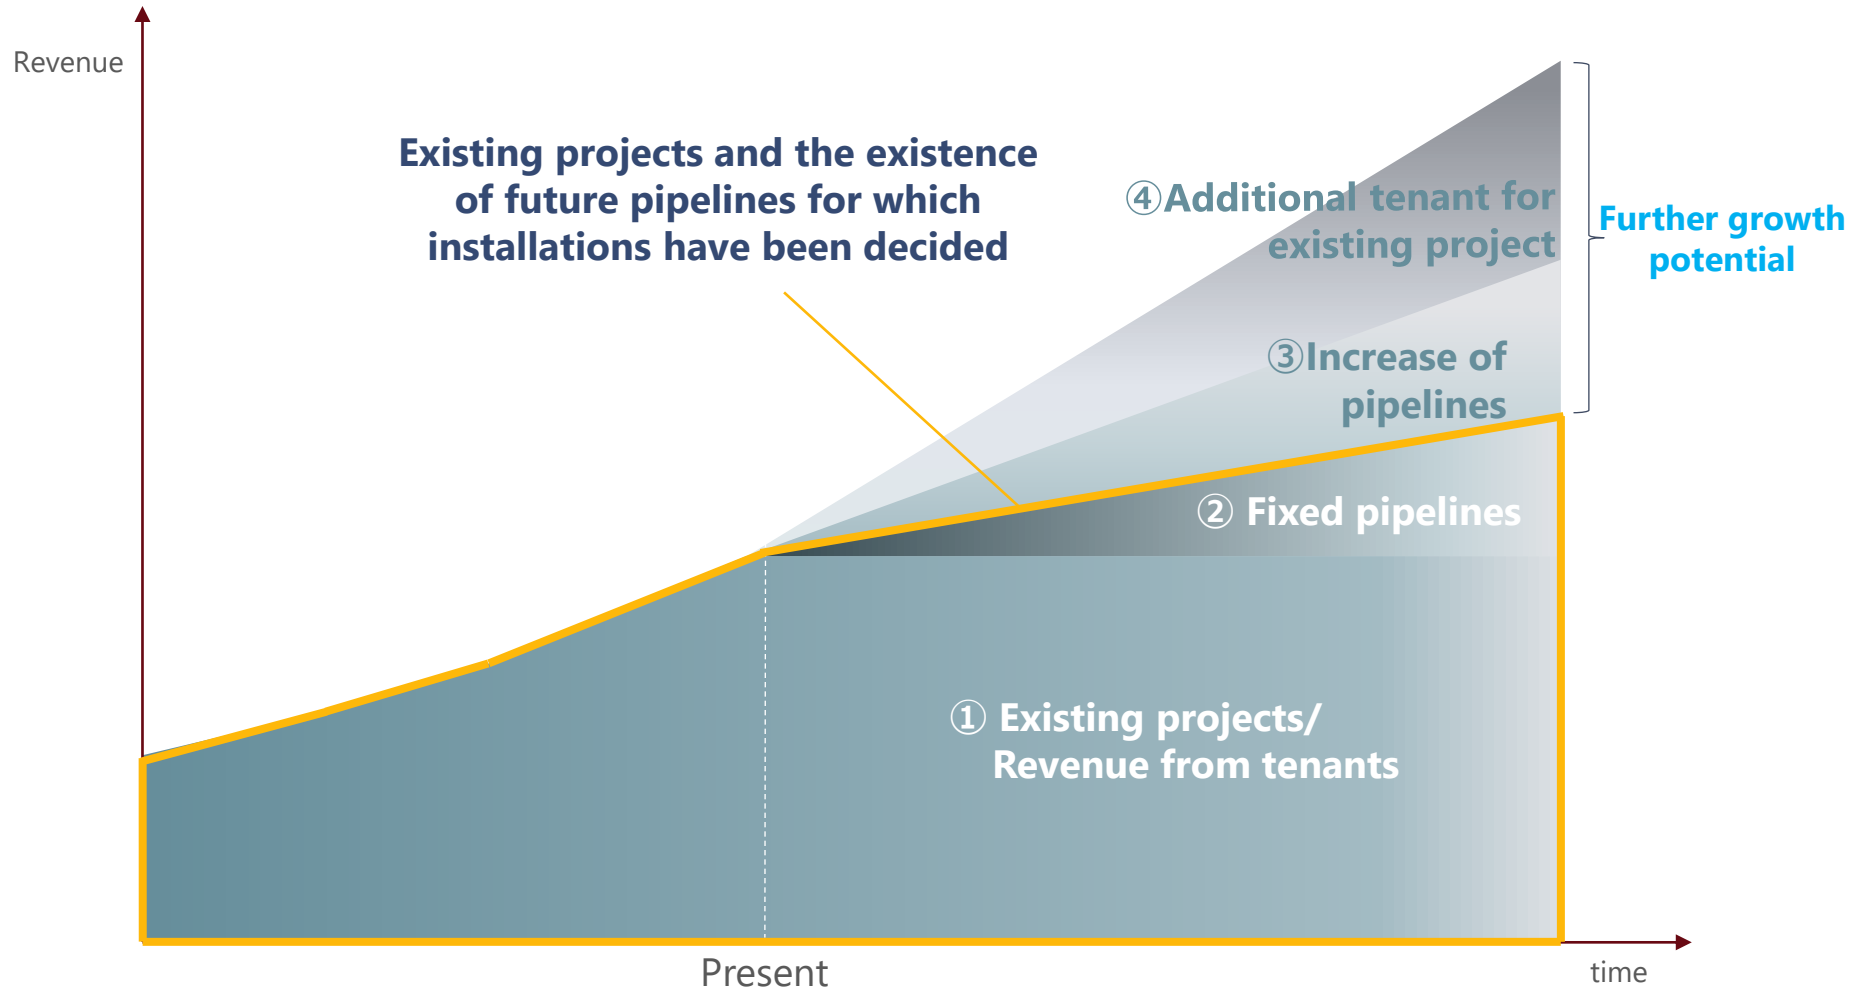 Revenue
Existing projects and the existence
of future pipelines for which
installations have been decided
④Additional tenant for
existing project
Further growth
potential
③Increase of
pipelines
② Fixed pipelines
① Existing projects/
Revenue from tenants
Present
time